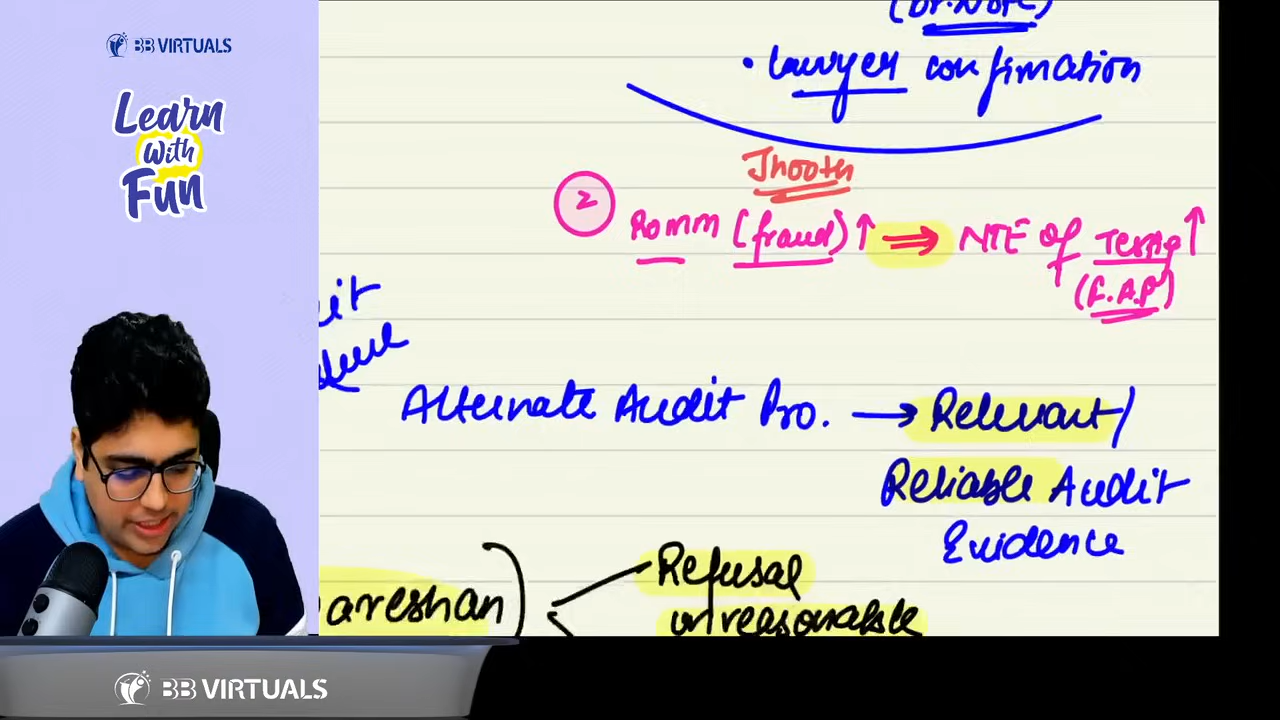 BB VIRTUALS
Learn
With
Fun
• Lawyer confirmation
Jhooth
2
Romm (fraud) ↑ ⇒ NTE of Testing ↑
(F.A.P)
Alternate Audit Pro. → Relevant/
Reliable Audit
Evidence
areshan)
Refusal
unreasonable
BB VIRTUALS